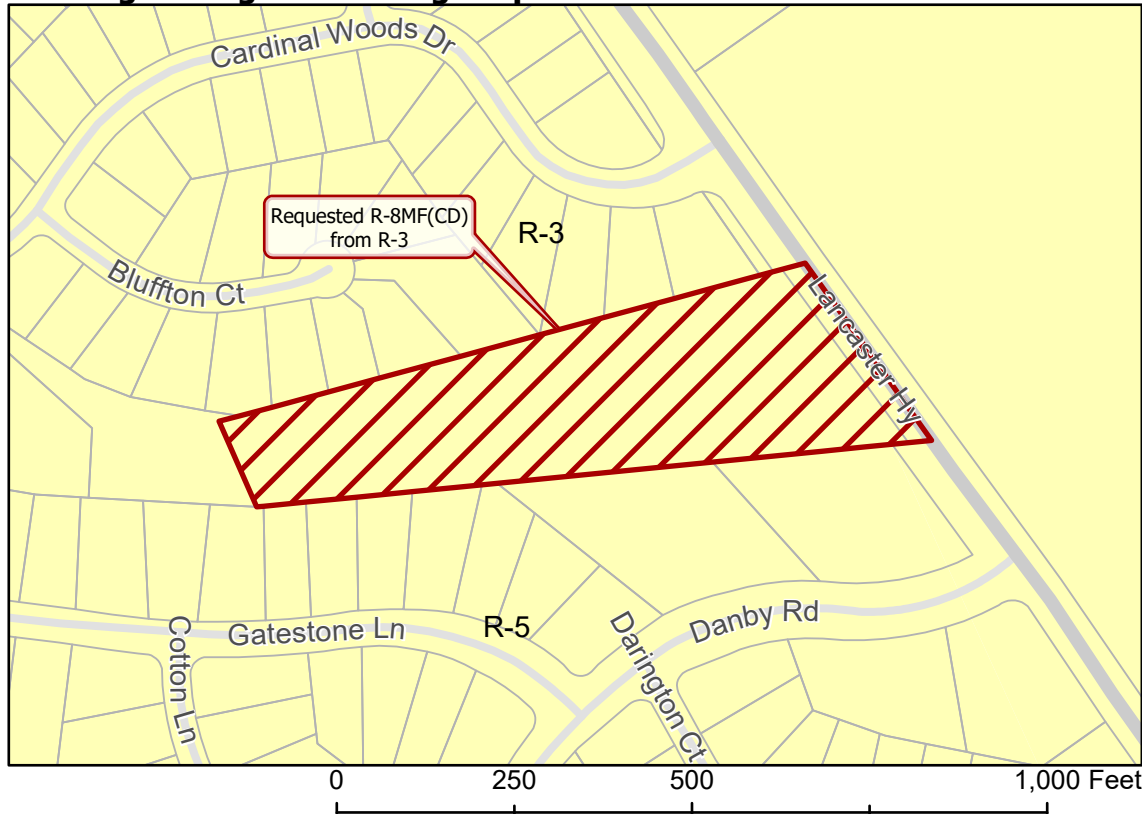 Cardinal Woods Dr
Requested R-8MF(CD)
from R-3
R-3
Bluffton Ct
Lancaster Hy
Gatestone Ln
R-5
Danby Rd
Cotton Ln
Darington Ct
0
250
500
1,000 Feet